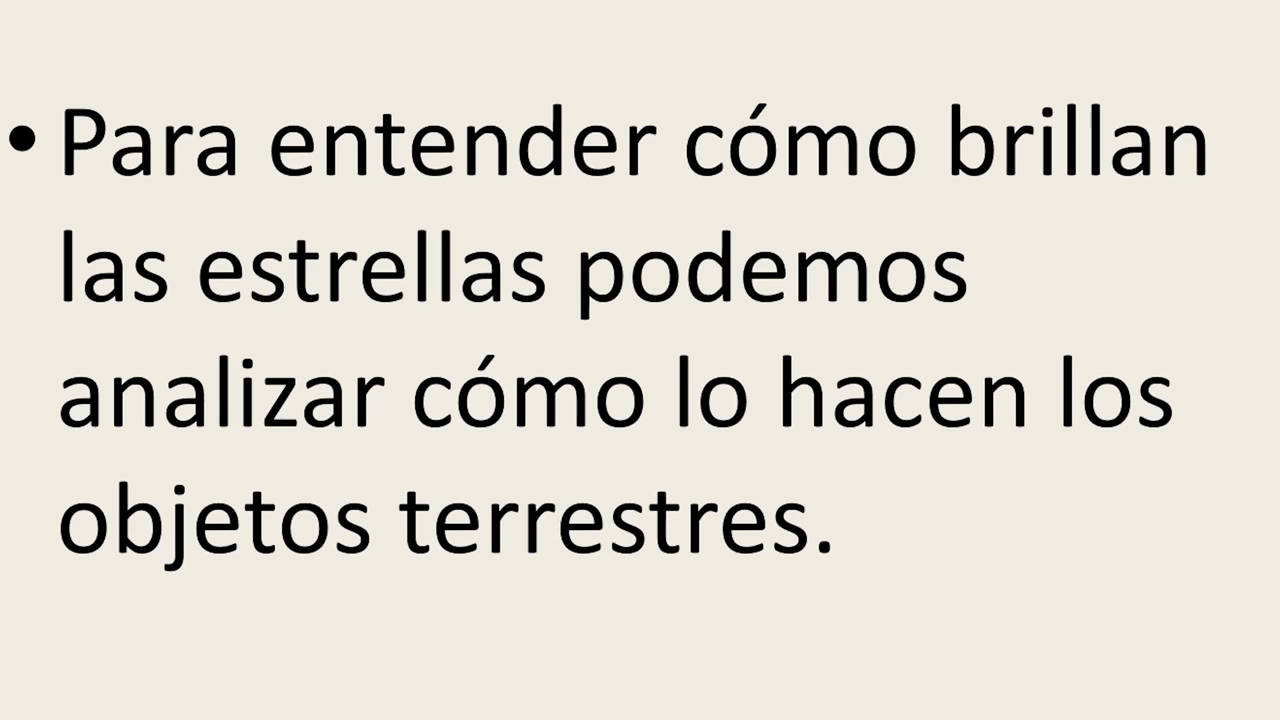 • Para entender cómo brillan
las estrellas podemos
analizar cómo lo hacen los
objetos terrestres.